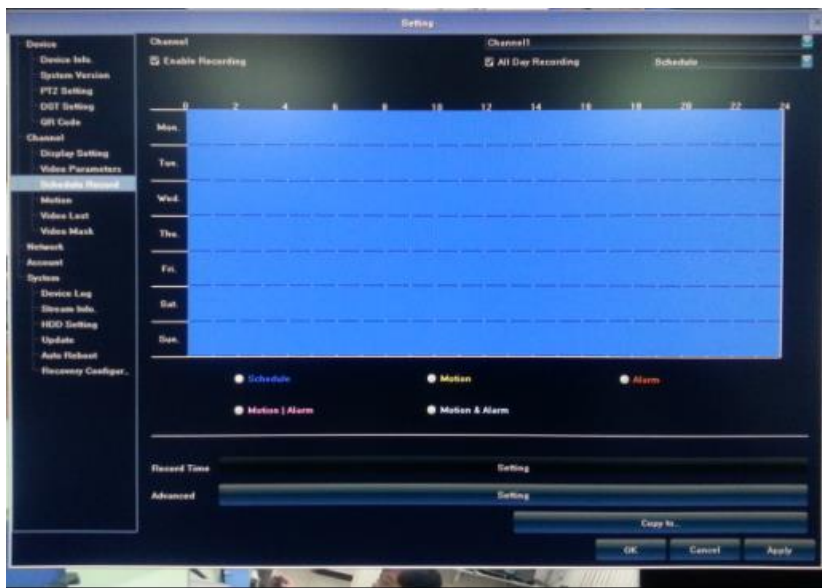 Setting
Device
Device Info.
System Version
PTZ Setting
DST Setting
QR Code
Channel
Display Setting
Video Parameters
Schedule Record
Motion
Video Lost
Video Mask
Network
Account
System
Device Log
Stream Info.
HDD Setting
Update
Auto Reboot
Recovery Configur..
Channel Channel1
Enable Recording All Day Recording Schedule
0 2 4 6 8 10 12 14 16 18 20 22 24
Mon.
Tue.
Wed.
Thu.
Fri.
Sat.
Sun.
Schedule Motion Alarm
Motion | Alarm Motion & Alarm
Record Time Setting
Advanced Setting
Copy to..
OK Cancel Apply